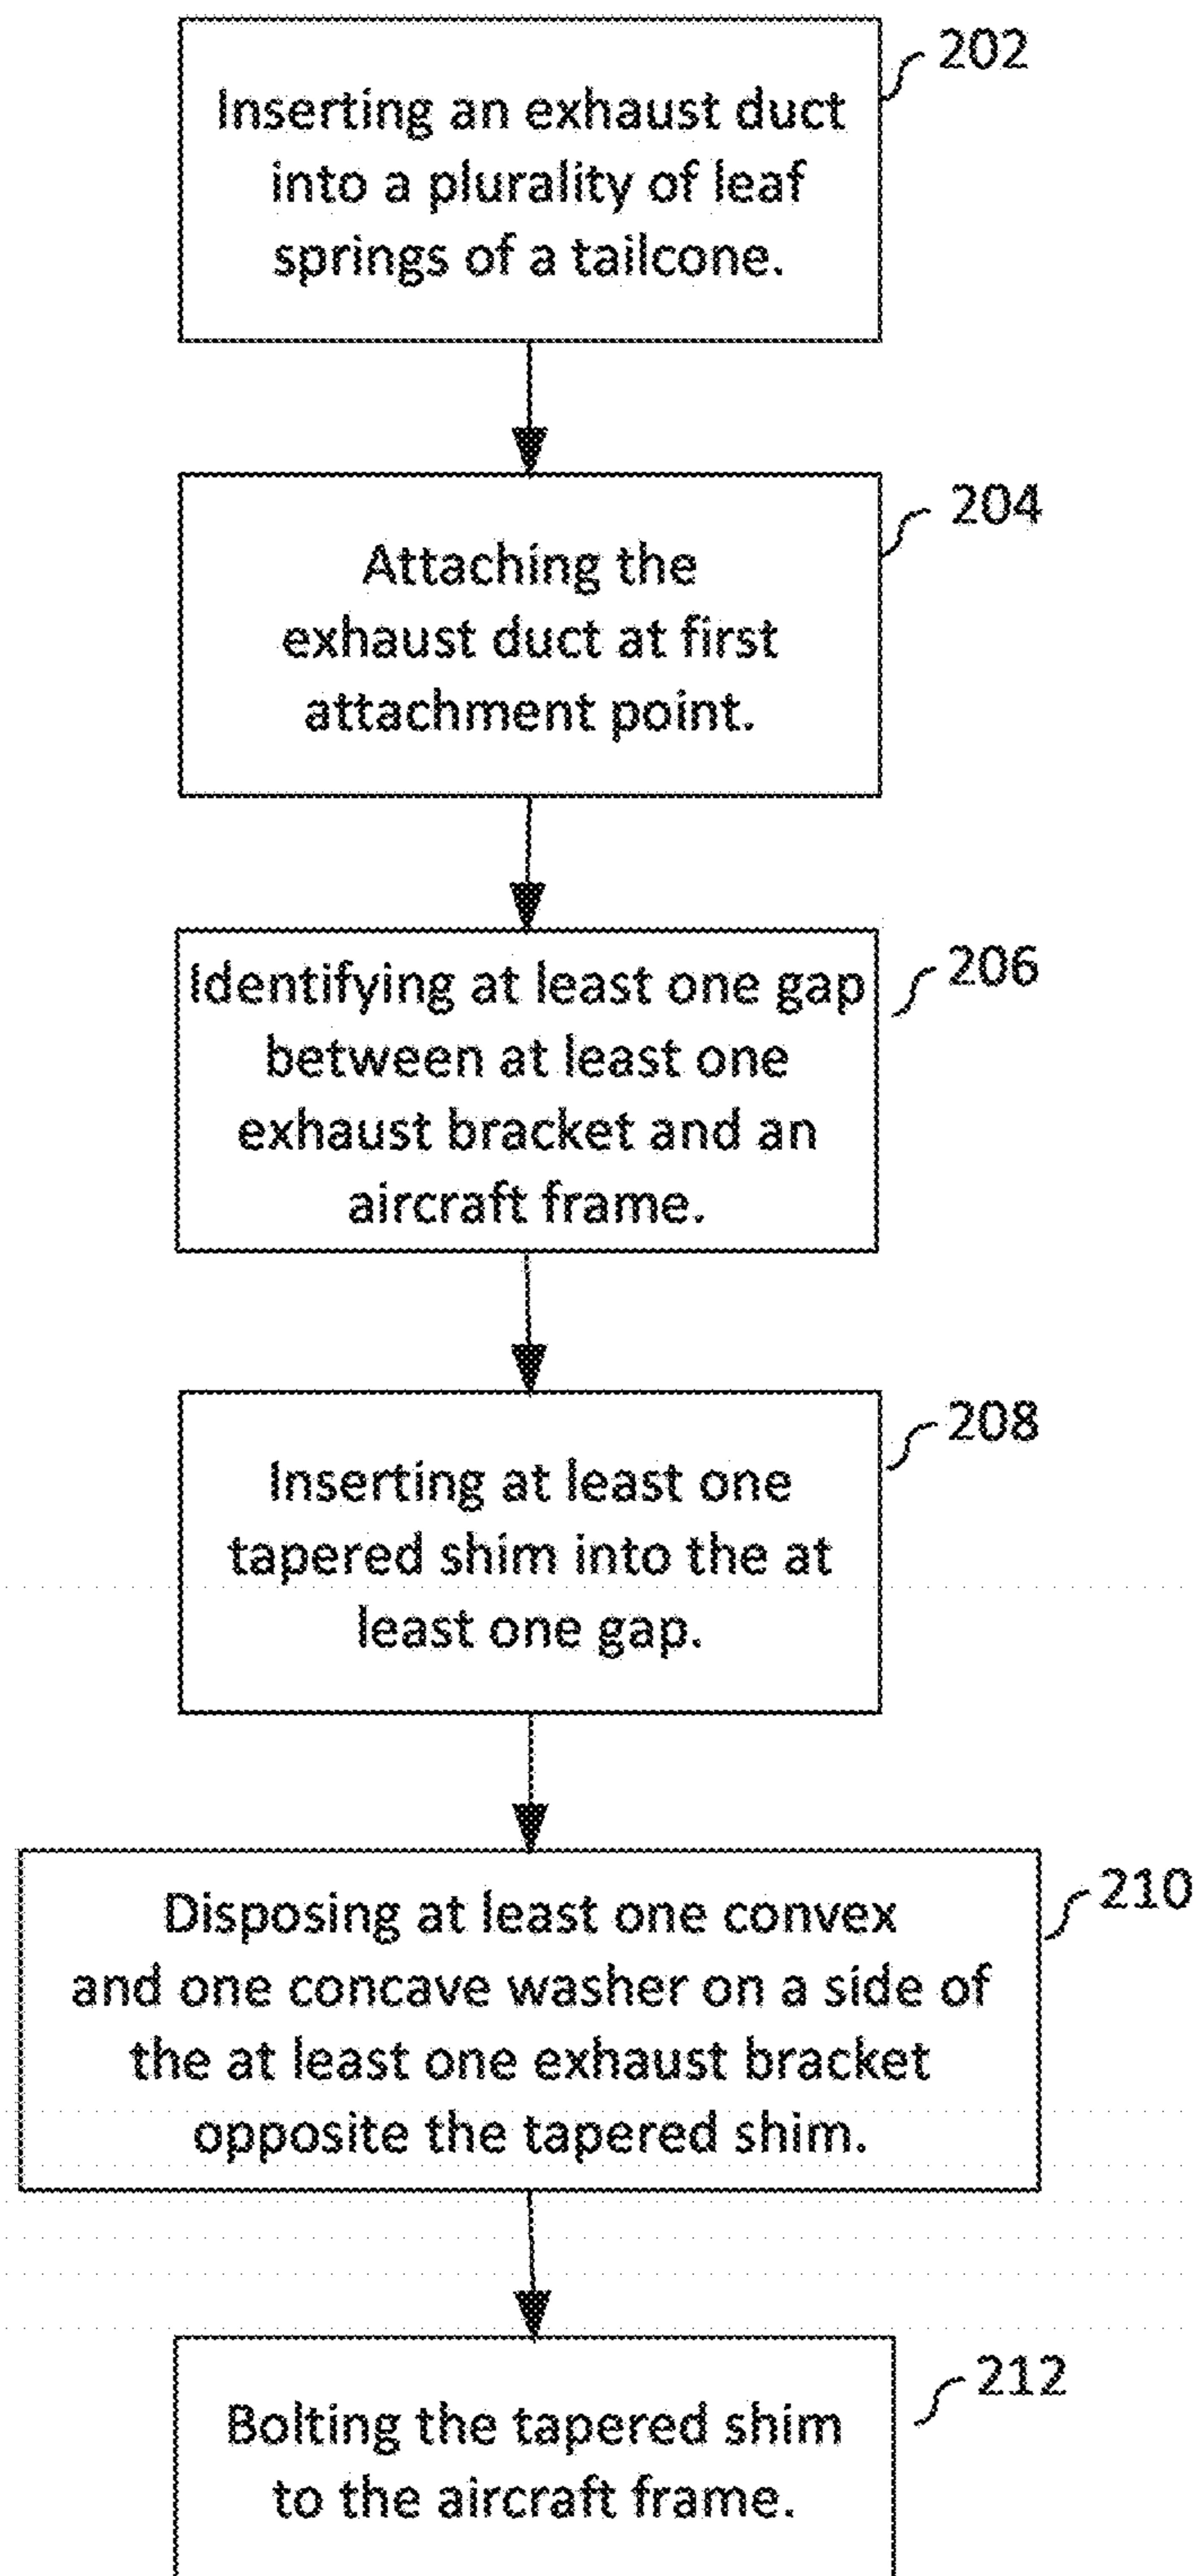 202
Inserting an exhaust duct
into a plurality of leaf
springs of a tailcone.
204
Attaching the
exhaust duct at first
attachment point.
206
Identifying at least one gap
between at least one
exhaust bracket and an
aircraft frame.
208
Inserting at least one
tapered shim into the at
least one gap.
210
Disposing at least one convex
and one concave washer on a side of
the at least one exhaust bracket
opposite the tapered shim.
212
Bolting the tapered shim
to the aircraft frame.